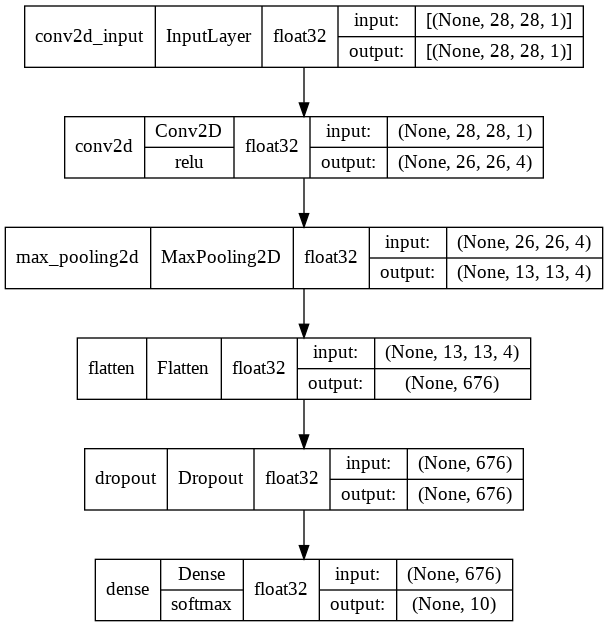 conv2d_input InputLayer float32 input: [(None, 28, 28, 1)]
output: [(None, 28, 28, 1)]
conv2d Conv2D relu float32 input: (None, 28, 28, 1)
output: (None, 26, 26, 4)
max_pooling2d MaxPooling2D float32 input: (None, 26, 26, 4)
output: (None, 13, 13, 4)
flatten Flatten float32 input: (None, 13, 13, 4)
output: (None, 676)
dropout Dropout float32 input: (None, 676)
output: (None, 676)
dense Dense softmax float32 input: (None, 676)
output: (None, 10)